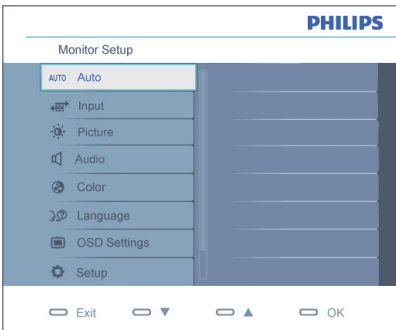 PHILIPS
Monitor Setup
AUTO Auto
Input
Picture
Audio
Color
Language
OSD Settings
Setup
Exit ▼ ▲ OK